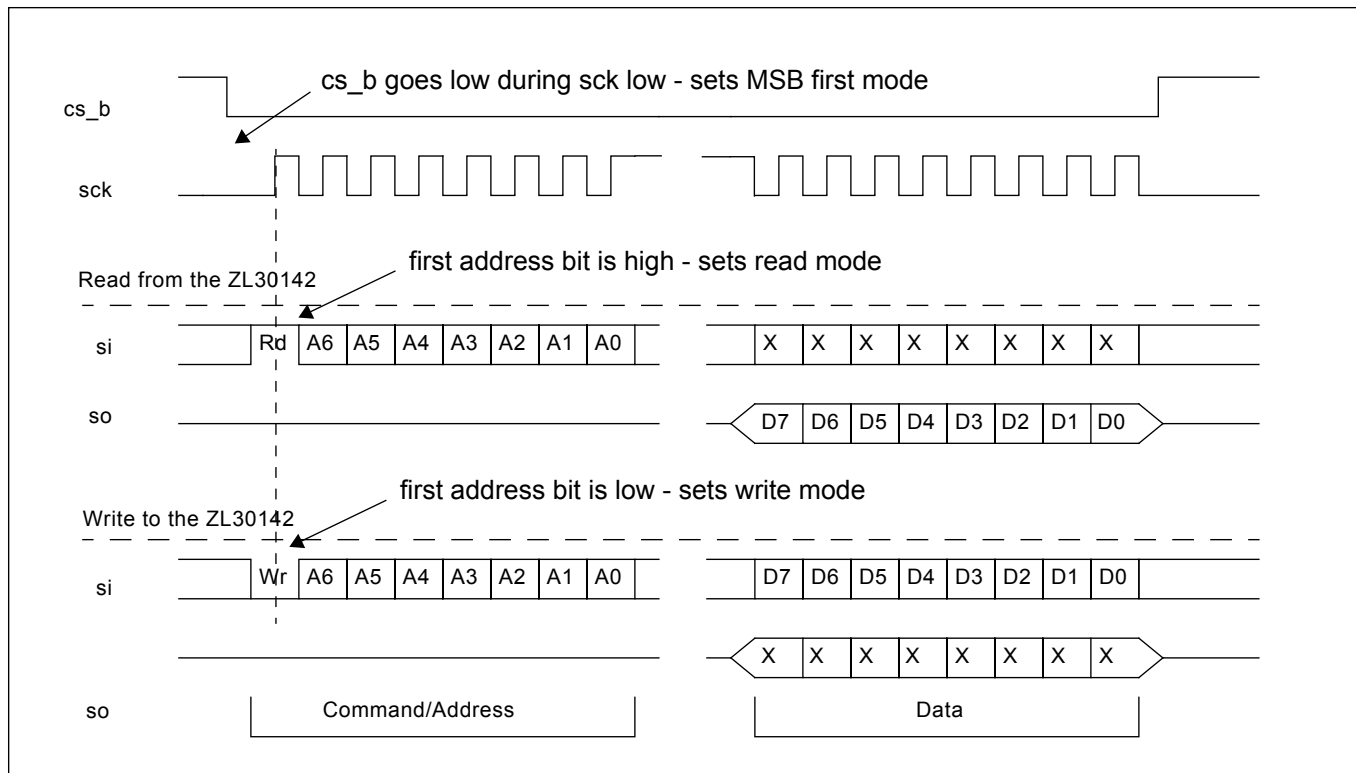 cs_b goes low during sck low - sets MSB first mode
cs_b
sck
first address bit is high - sets read mode
Read from the ZL30142
si Rd A6 A5 A4 A3 A2 A1 A0 X X X X X X X X
so D7 D6 D5 D4 D3 D2 D1 D0
first address bit is low - sets write mode
Write to the ZL30142
si Wr A6 A5 A4 A3 A2 A1 A0 D7 D6 D5 D4 D3 D2 D1 D0
X X X X X X X X
so Command/Address Data